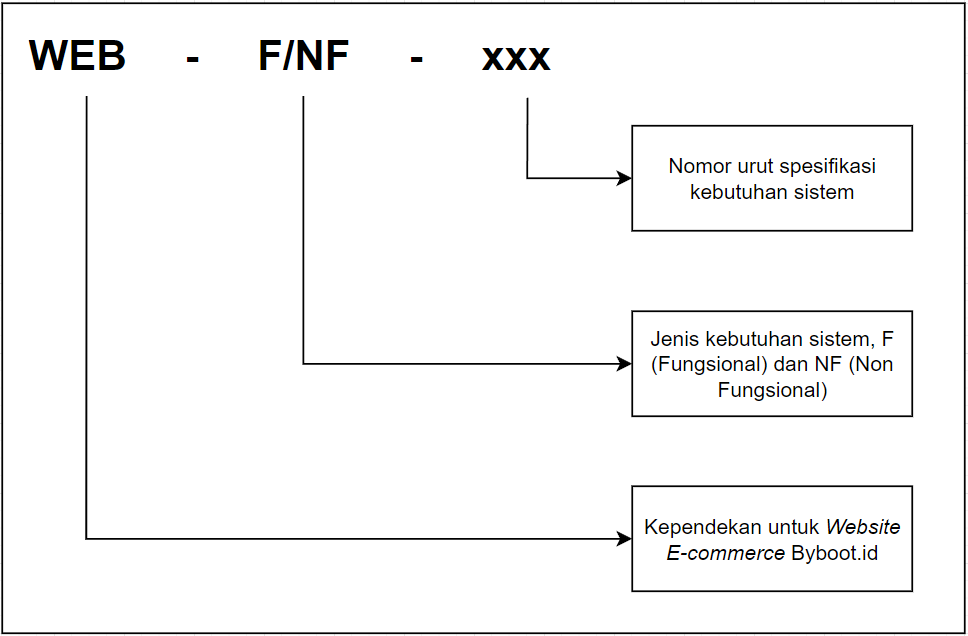 WEB - F/NF - xxx
Nomor urut spesifikasi
kebutuhan sistem
Jenis kebutuhan sistem, F
(Fungsional) dan NF (Non
Fungsional)
Kependekan untuk Website
E-commerce Byboot.id